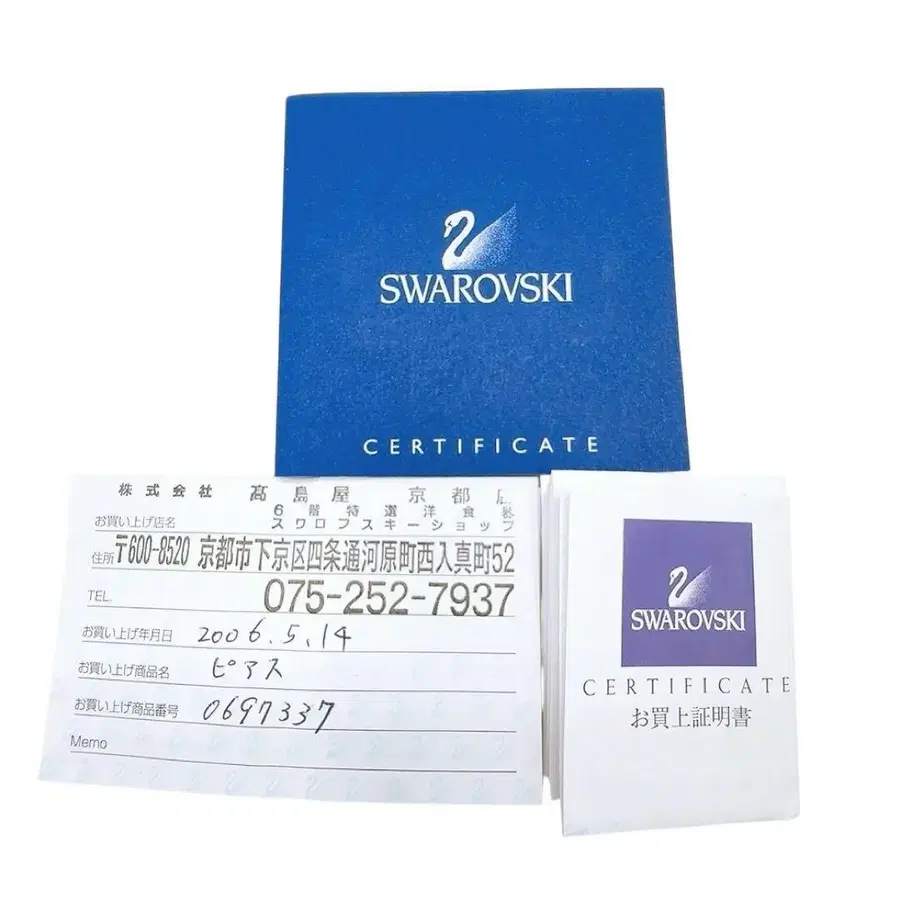 SWAROVSKI
CERTIFICATE
株式会社 髙島屋 京都店
6階特選洋食器
お買い上げ店名 スワロフスキーショップ
住所 〒600-8520 京都市下京区四条通河原町西入真町52
TEL. 075-252-7937
お買い上げ年月日 2006.5.14
お買い上げ商品名 ピアス
お買い上げ商品番号 0697337
Memo
SWAROVSKI
CERTIFICATE
お買上証明書